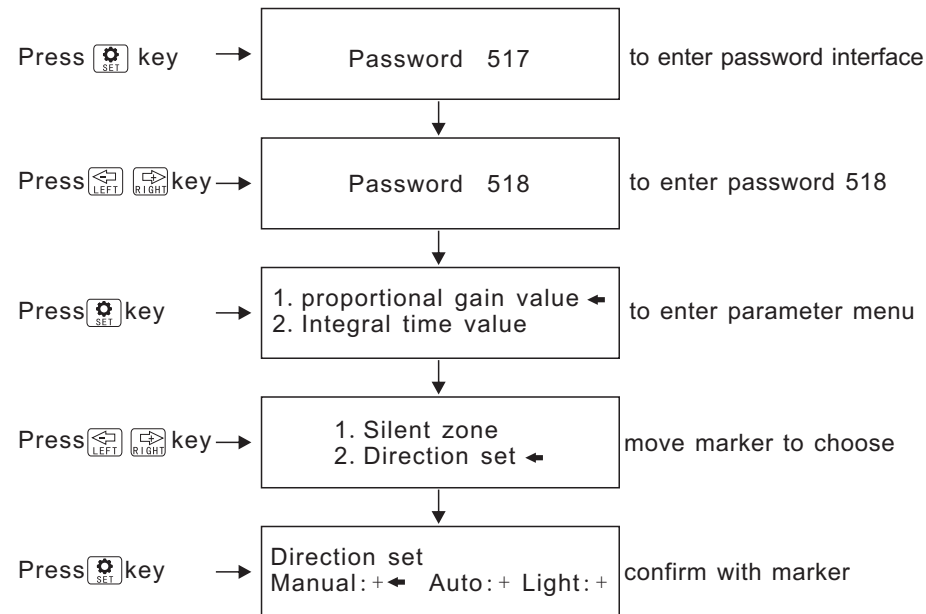 Press SET key Password 517 to enter password interface
Press LEFT RIGHT key Password 518 to enter password 518
1. proportional gain value
Press SET key to enter parameter menu
2. Integral time value
1. Silent zone
Press LEFT RIGHT key move marker to choose
2. Direction set
Direction set
Press SET key confirm with marker
Manual:+ Auto:+ Light:+